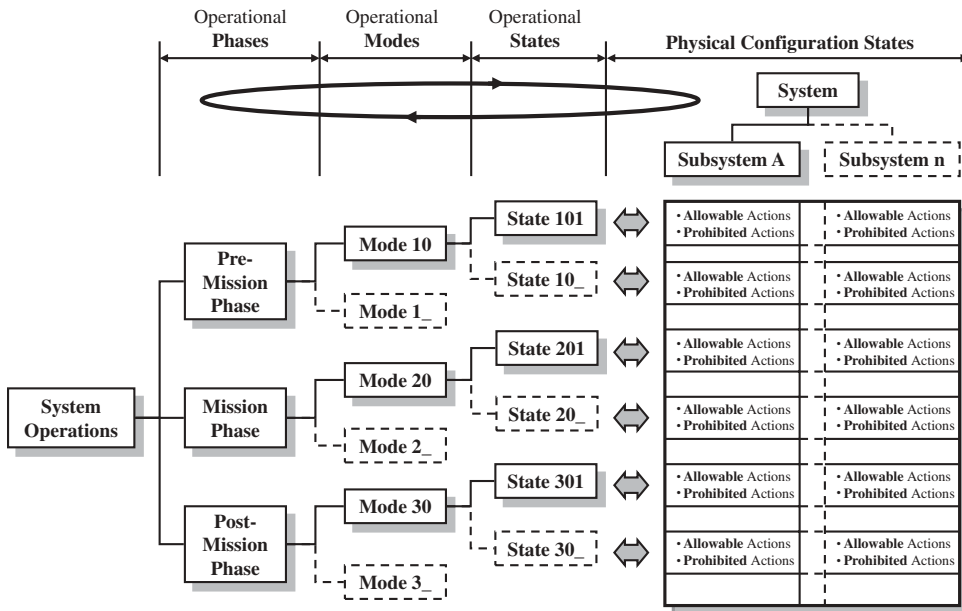 Operational
Phases
Operational
Modes
Operational
States
Physical Configuration States
System
Subsystem A
Subsystem n
System
Operations
Pre-
Mission
Phase
Mode 10
Mode 1_
State 101
State 10_
Mission
Phase
Mode 20
Mode 2_
State 201
State 20_
Post-
Mission
Phase
Mode 30
Mode 3_
State 301
State 30_
• Allowable Actions
• Prohibited Actions
• Allowable Actions
• Prohibited Actions
• Allowable Actions
• Prohibited Actions
• Allowable Actions
• Prohibited Actions
• Allowable Actions
• Prohibited Actions
• Allowable Actions
• Prohibited Actions
• Allowable Actions
• Prohibited Actions
• Allowable Actions
• Prohibited Actions
• Allowable Actions
• Prohibited Actions
• Allowable Actions
• Prohibited Actions
• Allowable Actions
• Prohibited Actions
• Allowable Actions
• Prohibited Actions